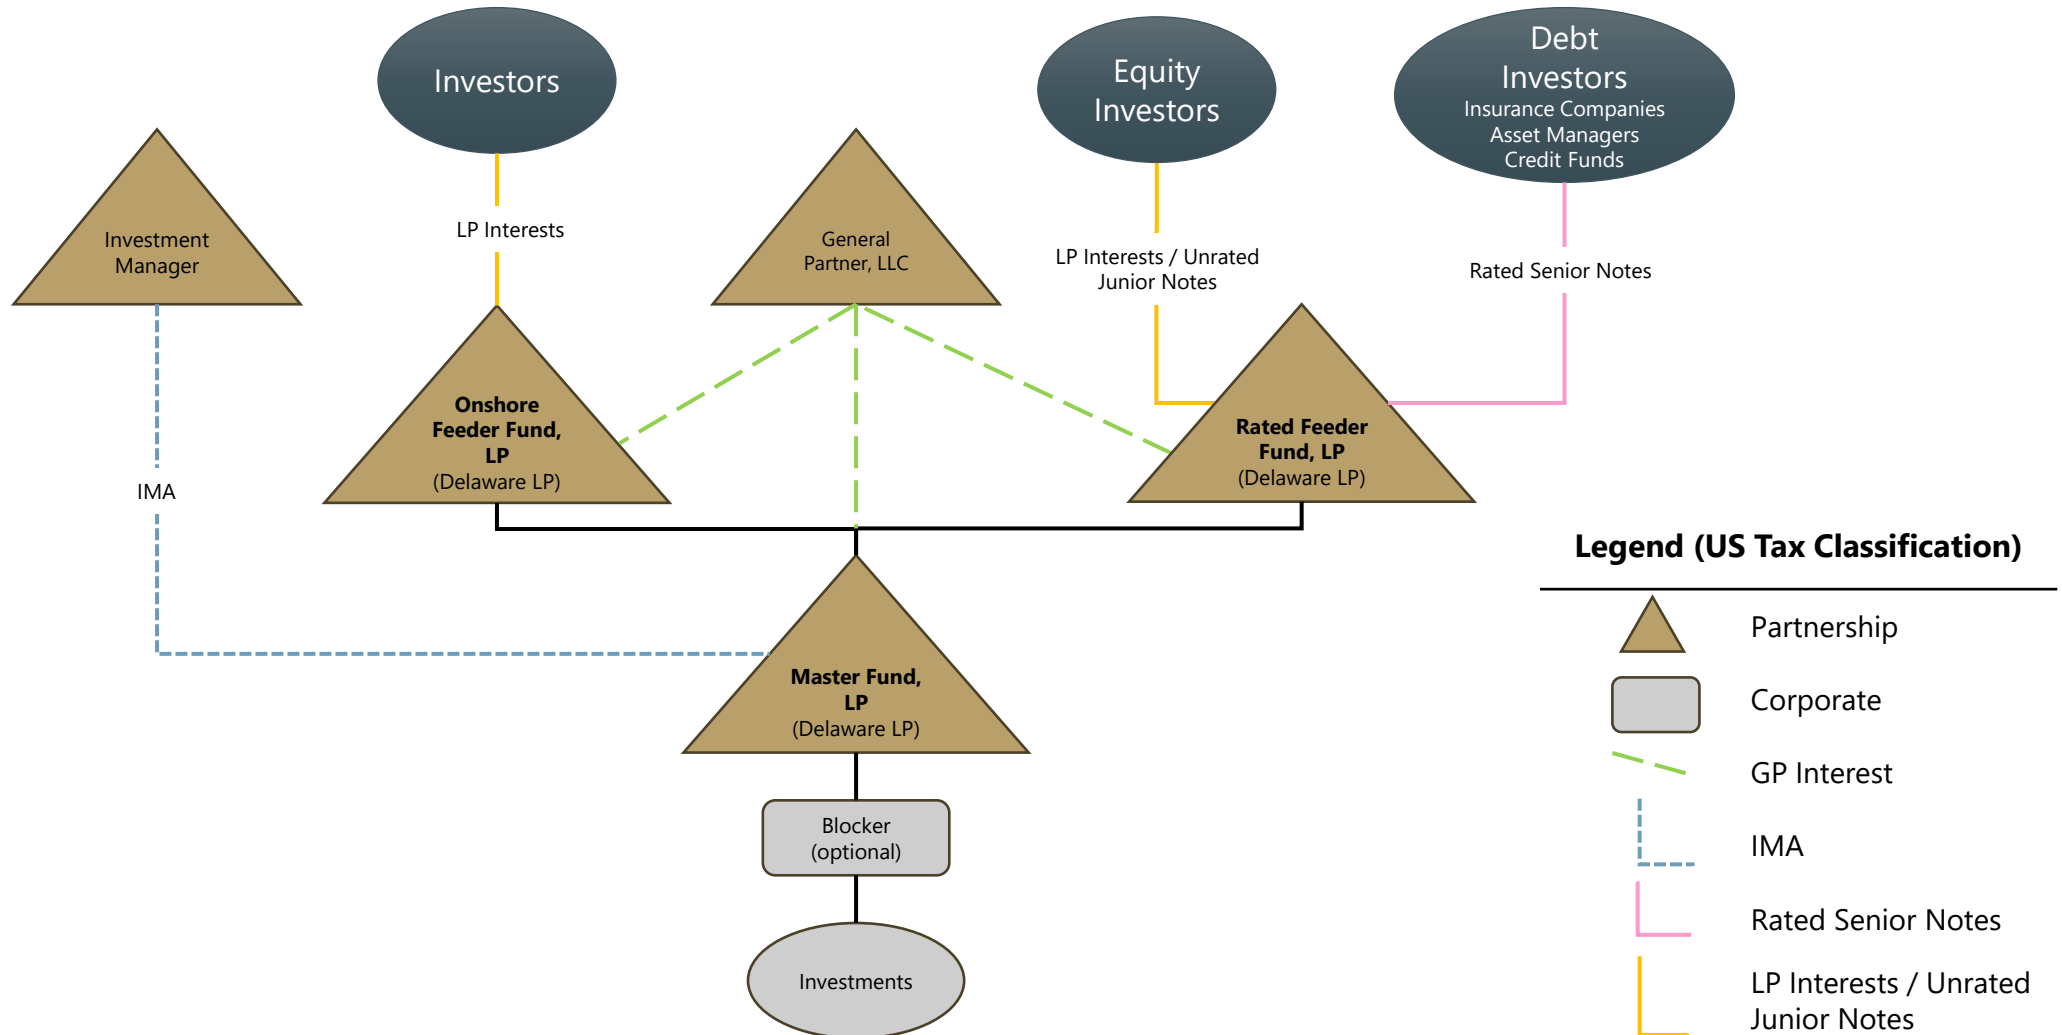 Investors
Equity
Investors
Debt
Investors
Insurance Companies
Asset Managers
Credit Funds
Investment
Manager
LP Interests
General
Partner, LLC
LP Interests / Unrated
Junior Notes
Rated Senior Notes
Onshore
Feeder Fund,
LP
(Delaware LP)
Rated Feeder
Fund, LP
(Delaware LP)
IMA
Master Fund,
LP
(Delaware LP)
Blocker
(optional)
Investments
Legend (US Tax Classification)
Partnership
Corporate
GP Interest
IMA
Rated Senior Notes
LP Interests / Unrated
Junior Notes